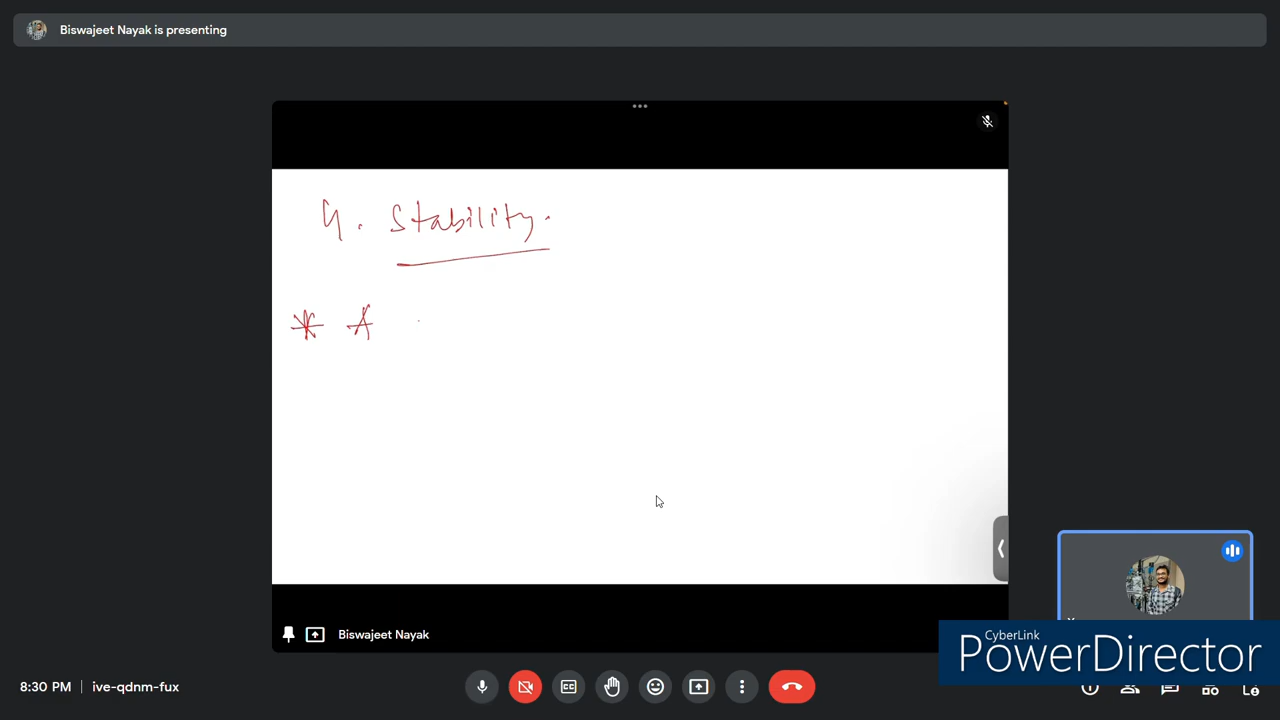 Biswajeet Nayak is presenting
4. Stability.
* A
Biswajeet Nayak
CyberLink
PowerDirector
8:30 PM | ive-qdnm-fux